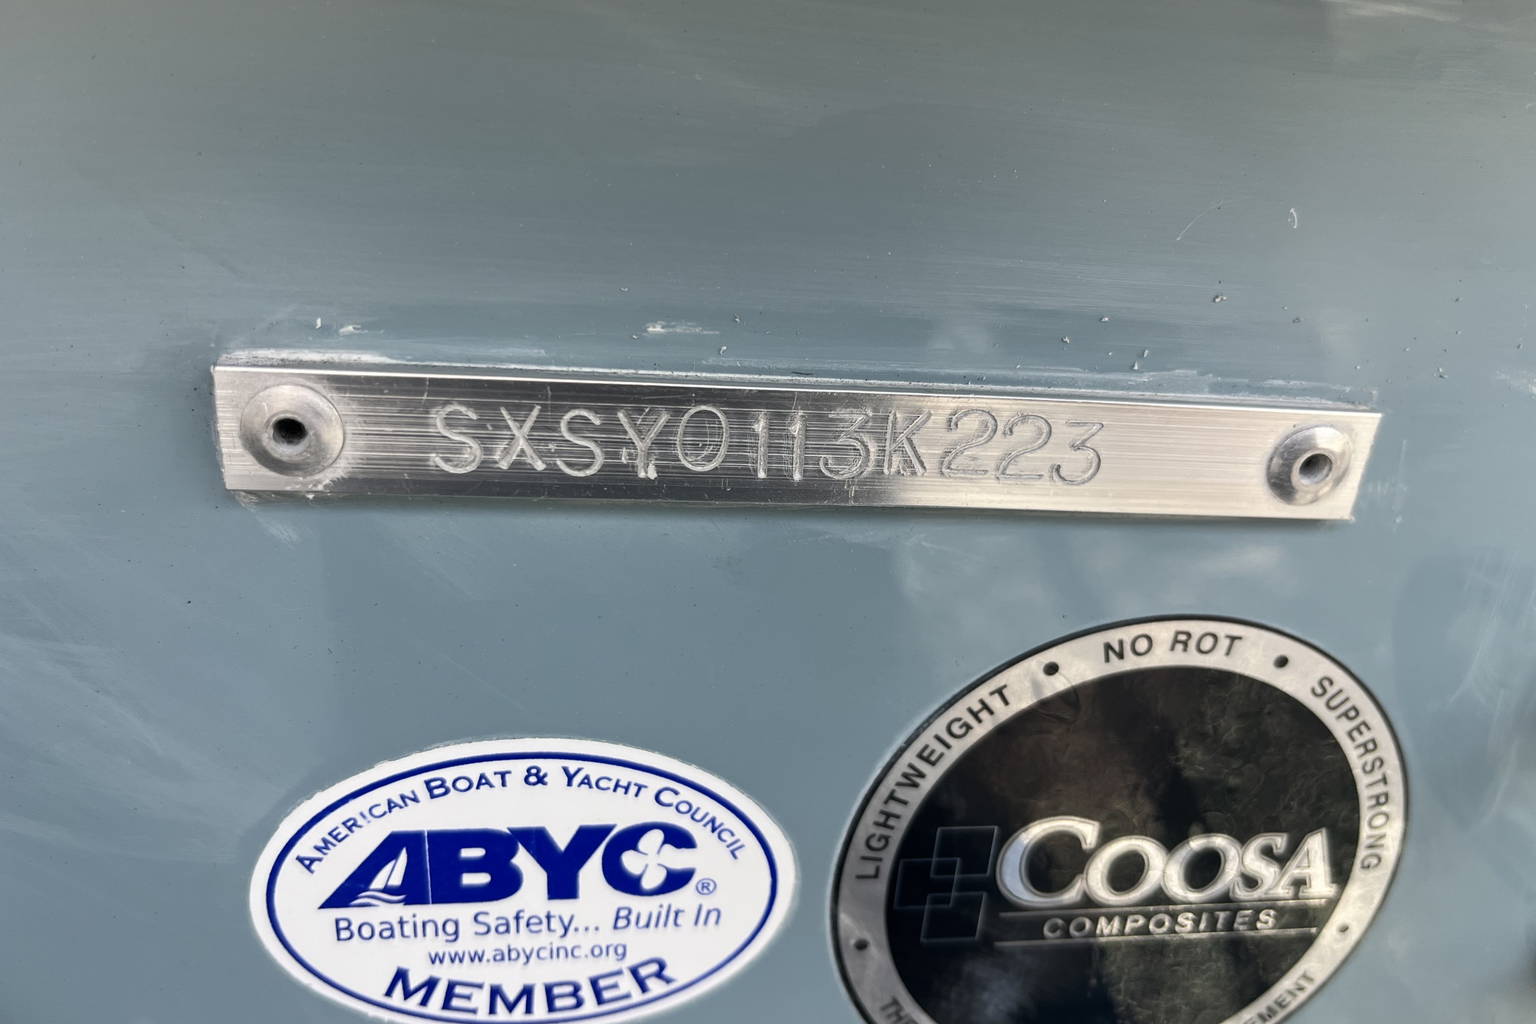 SXSY0113K223
AMERICAN BOAT & YACHT COUNCIL
ABYC®
Boating Safety... Built In
www.abycinc.org
MEMBER
LIGHTWEIGHT • NO ROT • SUPERSTRONG
COOSA
COMPOSITES